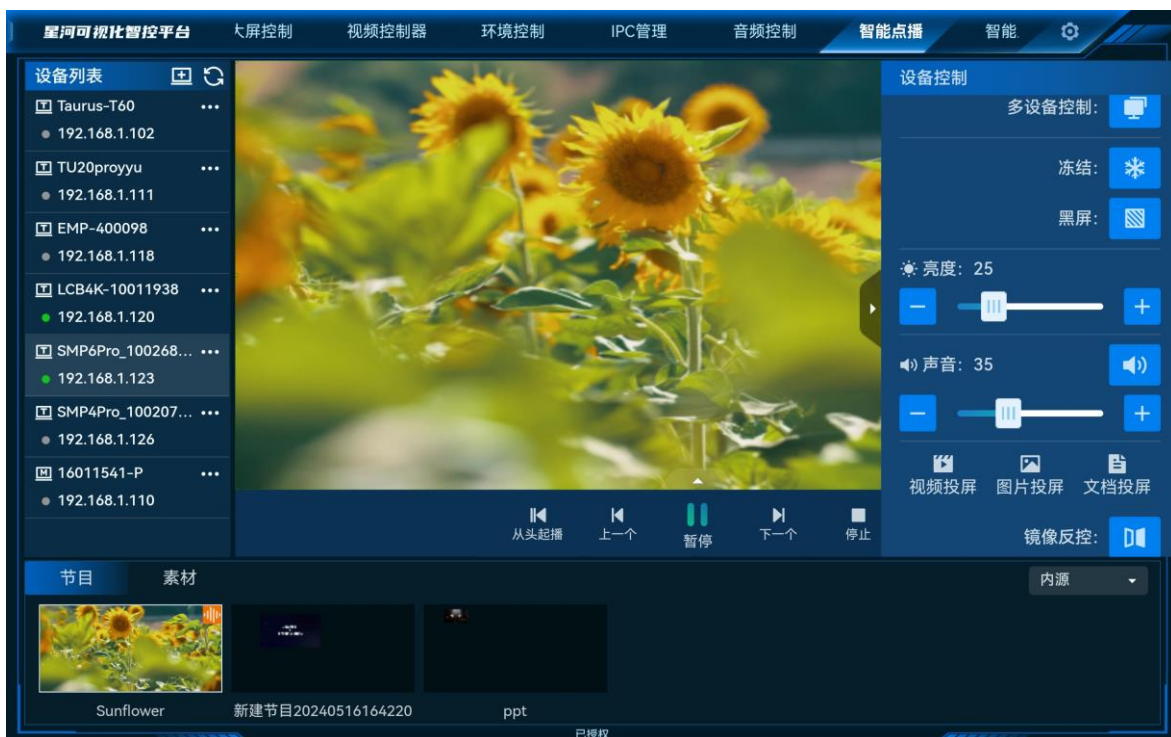 星河可视化智控平台
大屏控制
视频控制器
环境控制
IPC管理
音频控制
智能点播
智能
设备列表
Taurus-T60
192.168.1.102
TU20proyyu
192.168.1.111
EMP-400098
192.168.1.118
LCB4K-10011938
192.168.1.120
SMP6Pro_100268...
192.168.1.123
SMP4Pro_100207...
192.168.1.126
16011541-P
192.168.1.110
从头起播
上一个
暂停
下一个
停止
设备控制
多设备控制:
冻结:
黑屏:
亮度: 25
声音: 35
视频投屏
图片投屏
文档投屏
镜像反控:
节目
素材
内源
Sunflower
新建节目20240516164220
ppt
已授权